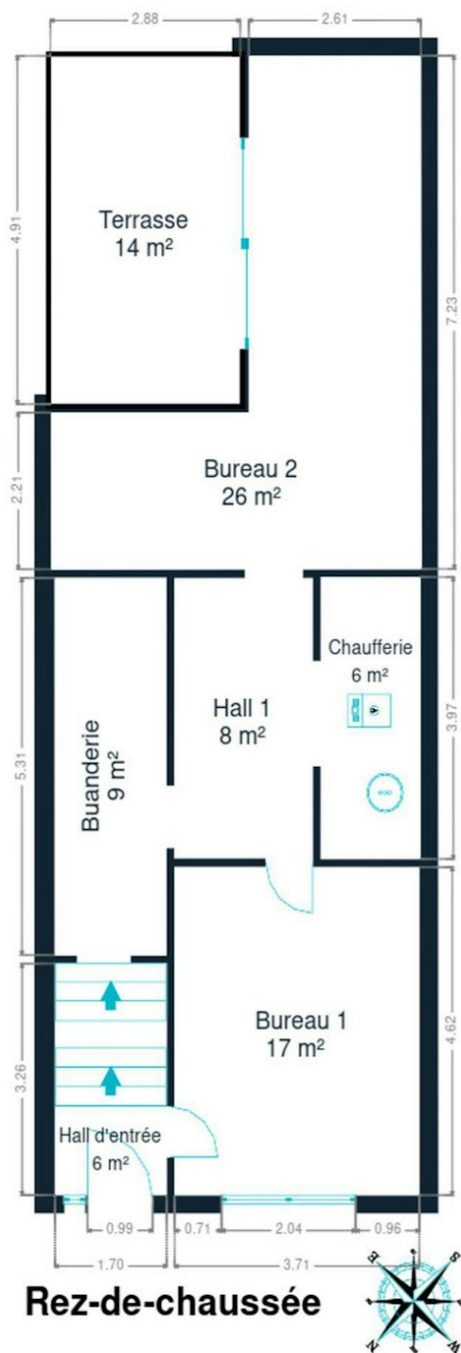 2.88
2.61
4.91
Terrasse
14 m²
7.23
2.21
Bureau 2
26 m²
5.31
Buanderie
9 m²
Hall 1
8 m²
Chaufferie
6 m²
3.97
3.26
Bureau 1
17 m²
4.62
Hall d'entrée
6 m²
0.99
0.71
2.04
0.96
1.70
3.71
Rez-de-chaussée
E
S
N
W